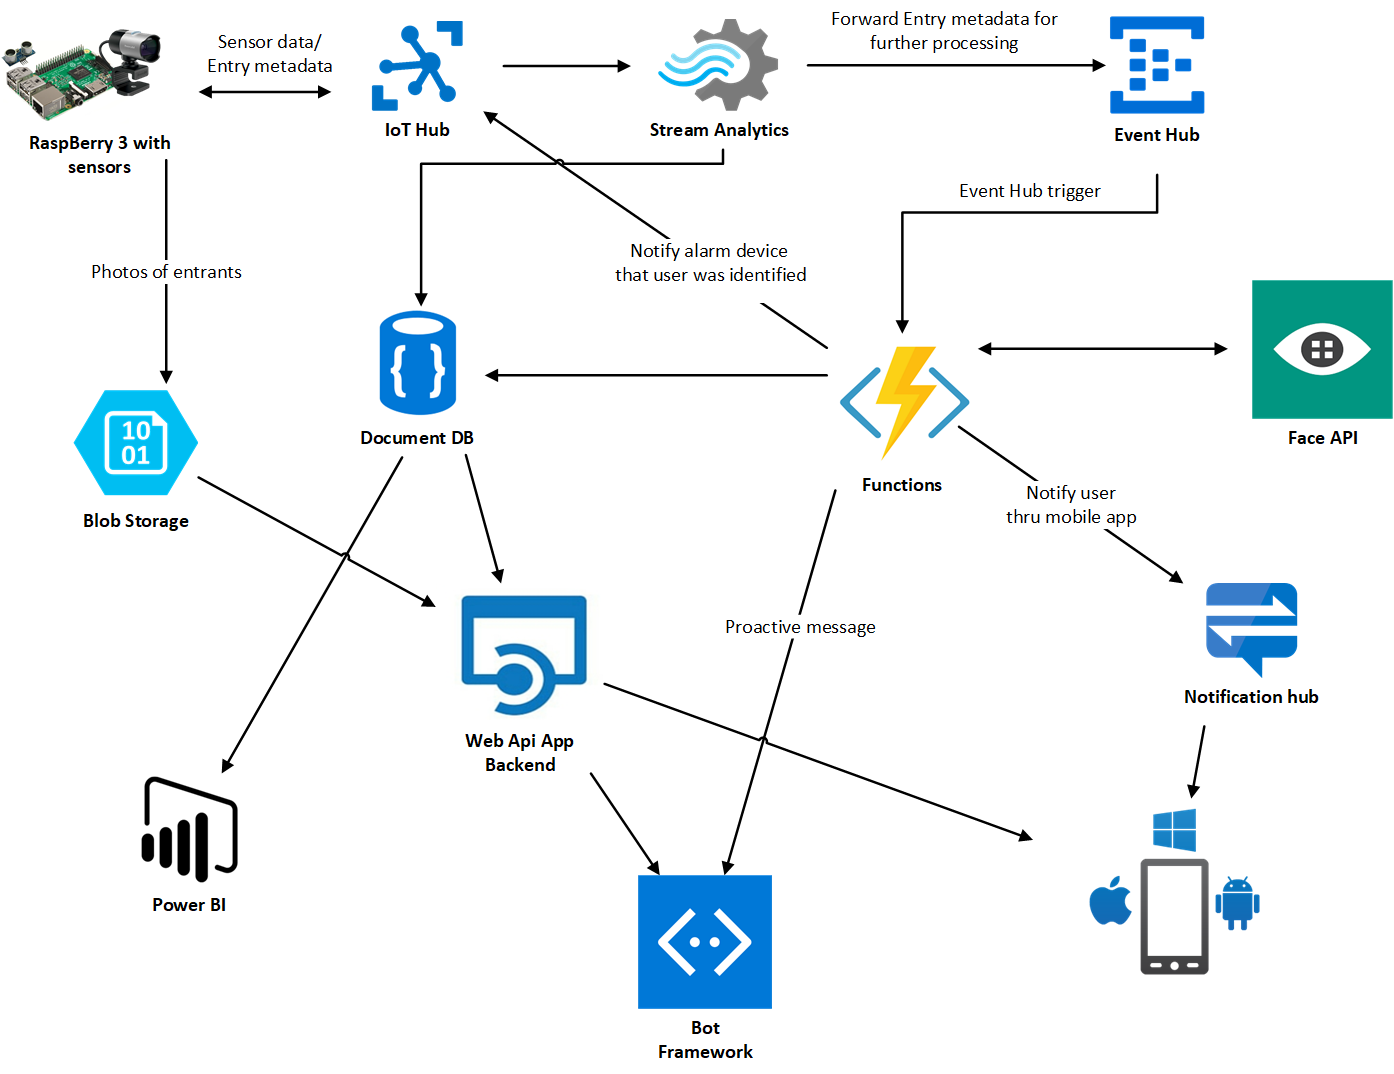 Forward Entry metadata for
further processing
Sensor data/
Entry metadata
IoT Hub
Stream Analytics
Event Hub
RaspBerry 3 with
sensors
Event Hub trigger
Notify alarm device
that user was identified
Photos of entrants
10
01
{ }
Document DB
Face API
Functions
Blob Storage
Notify user
thru mobile app
Proactive message
Notification hub
Web Api App
Backend
Power BI
Bot
Framework